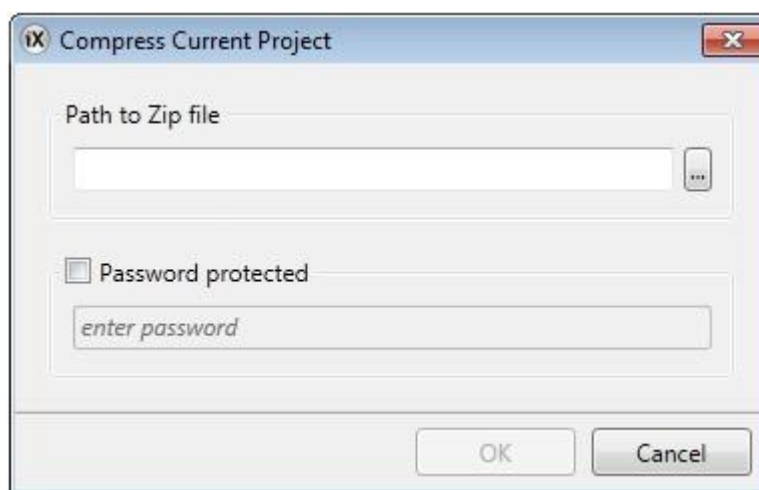 iX Compress Current Project
Path to Zip file
...
Password protected
enter password
OK Cancel